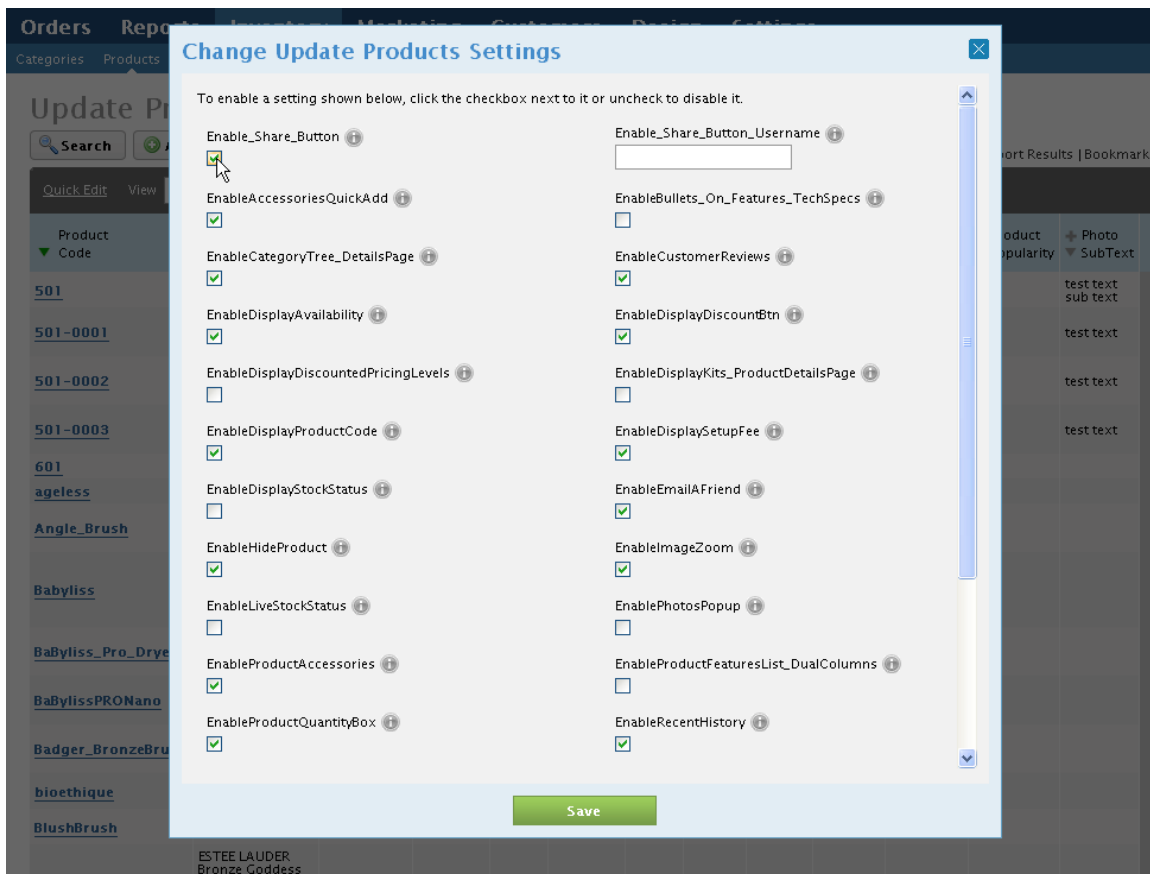 Orders Repo
Categories Products
Update Pr
Search
Quick Edit View
Product
Code
501
501-0001
501-0002
501-0003
601
ageless
Angle_Brush
Babyliss
BaByliss_Pro_Drye
BaBylissPRONano
Badger_BronzeBru
bioethique
BlushBrush
ESTEE LAUDER
Bronze Goddess
Change Update Products Settings
To enable a setting shown below, click the checkbox next to it or uncheck to disable it.
Enable_Share_Button Enable_Share_Button_Username
EnableAccessoriesQuickAdd EnableBullets_On_Features_TechSpecs
EnableCategoryTree_DetailsPage EnableCustomerReviews
EnableDisplayAvailability EnableDisplayDiscountBtn
EnableDisplayDiscountedPricingLevels EnableDisplayKits_ProductDetailsPage
EnableDisplayProductCode EnableDisplaySetupFee
EnableDisplayStockStatus EnableEmailAFriend
EnableHideProduct EnableImageZoom
EnableLiveStockStatus EnablePhotosPopup
EnableProductAccessories EnableProductFeaturesList_DualColumns
EnableProductQuantityBox EnableRecentHistory
Save
ort Results | Bookmark
oduct Photo
pularity SubText
test text
sub text
test text
test text
test text